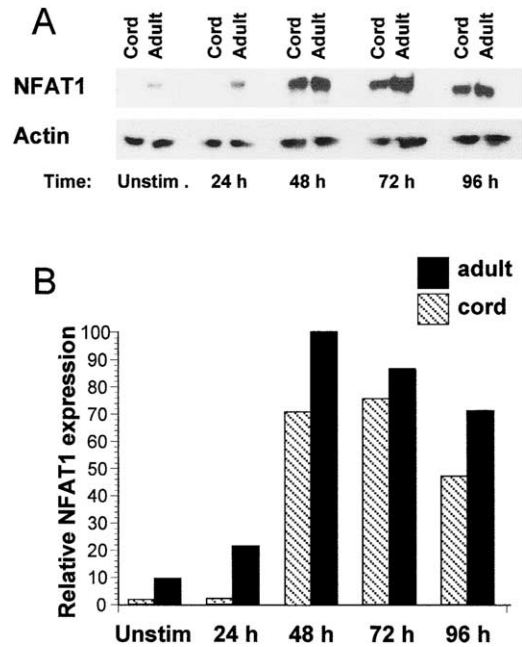 A
Cord Adult Cord Adult Cord Adult Cord Adult Cord Adult
NFAT1
Actin
Time: Unstim . 24 h 48 h 72 h 96 h
B
adult
cord
Relative NFAT1 expression
100
90
80
70
60
50
40
30
20
10
0
Unstim 24 h 48 h 72 h 96 h